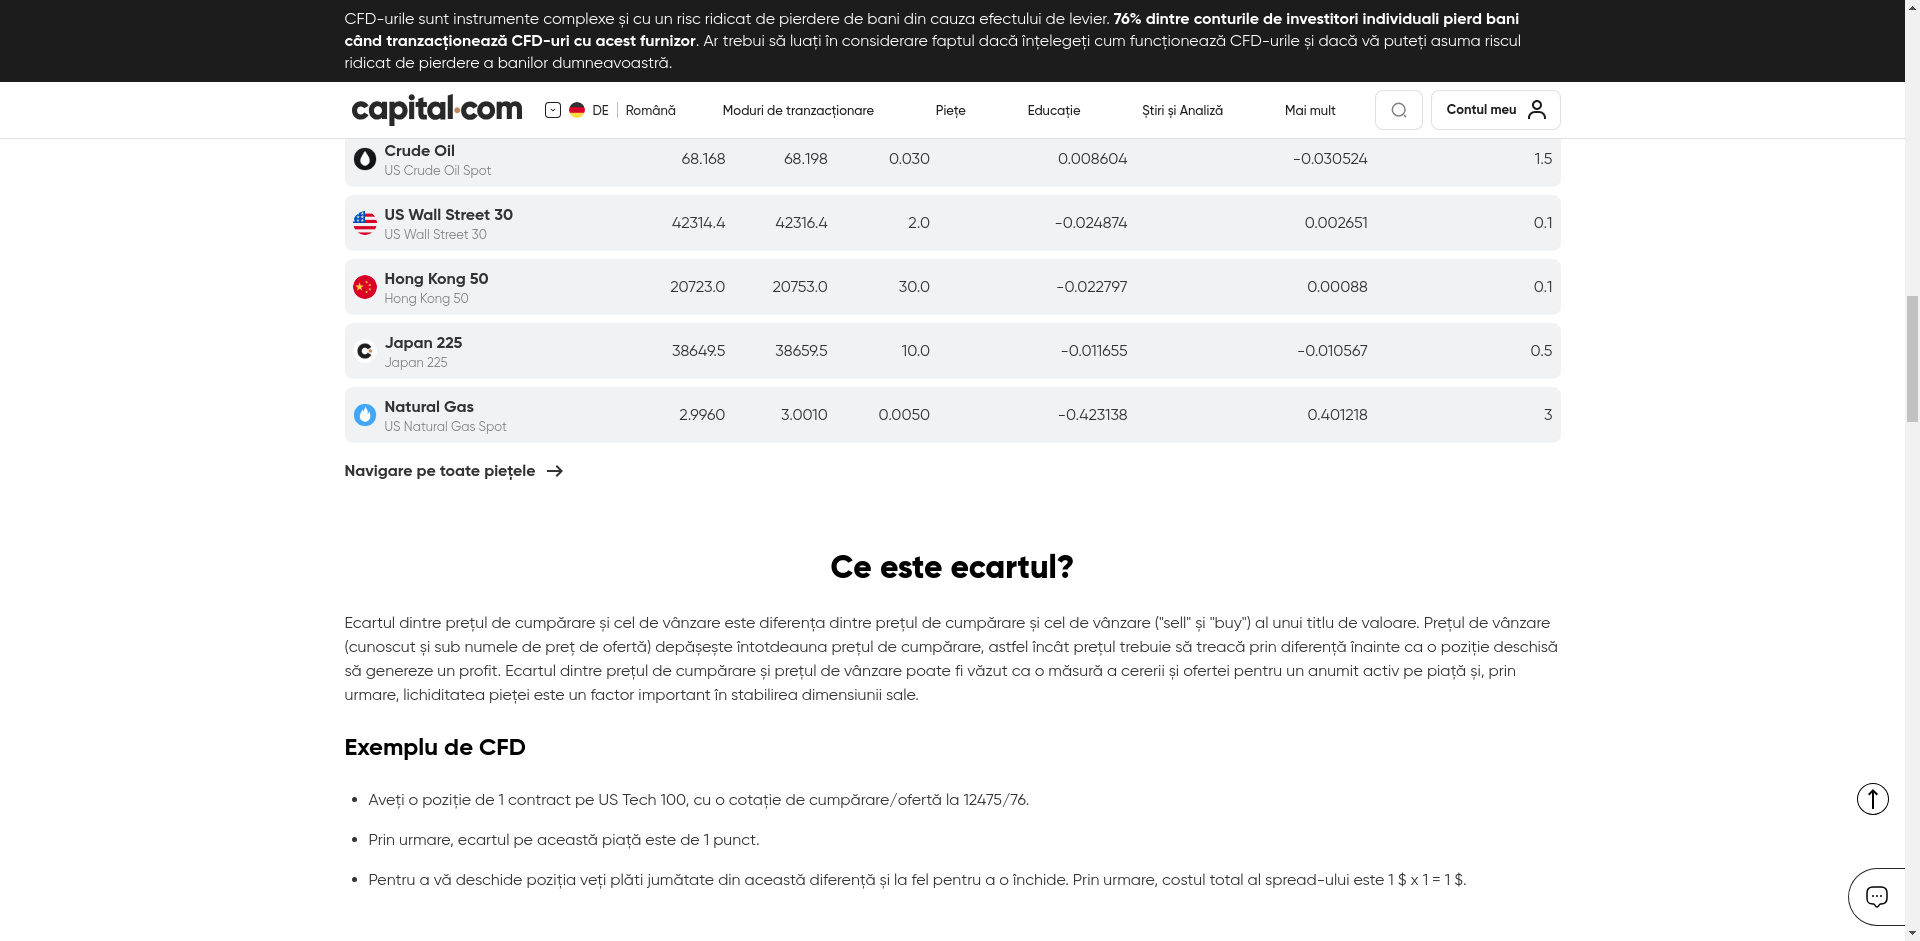 CFD-urile sunt instrumente complexe și cu un risc ridicat de pierdere de bani din cauza efectului de levier. 76% dintre conturile de investitori individuali pierd bani
când tranzacționează CFD-uri cu acest furnizor. Ar trebui să luați în considerare faptul dacă înțelegeți cum funcționează CFD-urile și dacă vă puteți asuma riscul
ridicat de pierdere a banilor dumneavoastră.
capital.com DE Română Moduri de tranzacționare Piețe Educație Știri și Analiză Mai mult Contul meu
Crude Oil 68.168 68.198 0.030 0.008604 -0.030524 1.5
US Crude Oil Spot
US Wall Street 30 42314.4 42316.4 2.0 -0.024874 0.002651 0.1
US Wall Street 30
Hong Kong 50 20723.0 20753.0 30.0 -0.022797 0.00088 0.1
Hong Kong 50
Japan 225 38649.5 38659.5 10.0 -0.011655 -0.010567 0.5
Japan 225
Natural Gas 2.9960 3.0010 0.0050 -0.423138 0.401218 3
US Natural Gas Spot
Navigare pe toate piețele
Ce este ecartul?
Ecartul dintre prețul de cumpărare și cel de vânzare este diferența dintre prețul de cumpărare și cel de vânzare ("sell" și "buy") al unui titlu de valoare. Prețul de vânzare
(cunoscut și sub numele de preț de ofertă) depășește întotdeauna prețul de cumpărare, astfel încât prețul trebuie să treacă prin diferență înainte ca o poziție deschisă
să genereze un profit. Ecartul dintre prețul de cumpărare și prețul de vânzare poate fi văzut ca o măsură a cererii și ofertei pentru un anumit activ pe piață și, prin
urmare, lichiditatea pieței este un factor important în stabilirea dimensiunii sale.
Exemplu de CFD
• Aveți o poziție de 1 contract pe US Tech 100, cu o cotație de cumpărare/ofertă la 12475/76.
• Prin urmare, ecartul pe această piață este de 1 punct.
• Pentru a vă deschide poziția veți plăti jumătate din această diferență și la fel pentru a o închide. Prin urmare, costul total al spread-ului este 1 $ x 1 = 1 $.